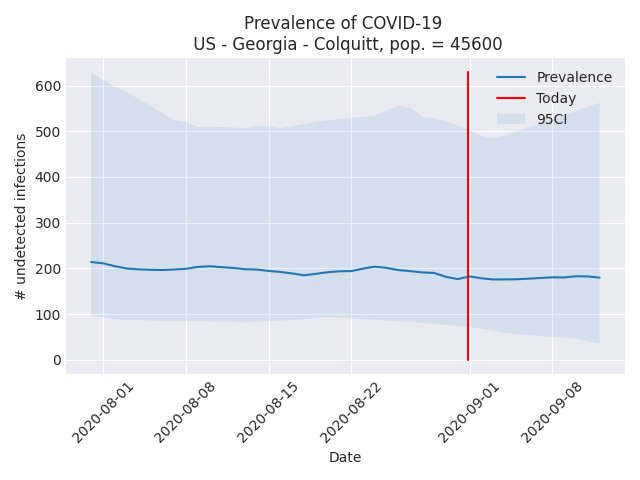 Prevalence of COVID-19
US - Georgia - Colquitt, pop. = 45600
Prevalence
Today
95CI
# undetected infections
600
500
400
300
200
100
0
2020-08-01
2020-08-08
2020-08-15
2020-08-22
2020-09-01
2020-09-08
Date